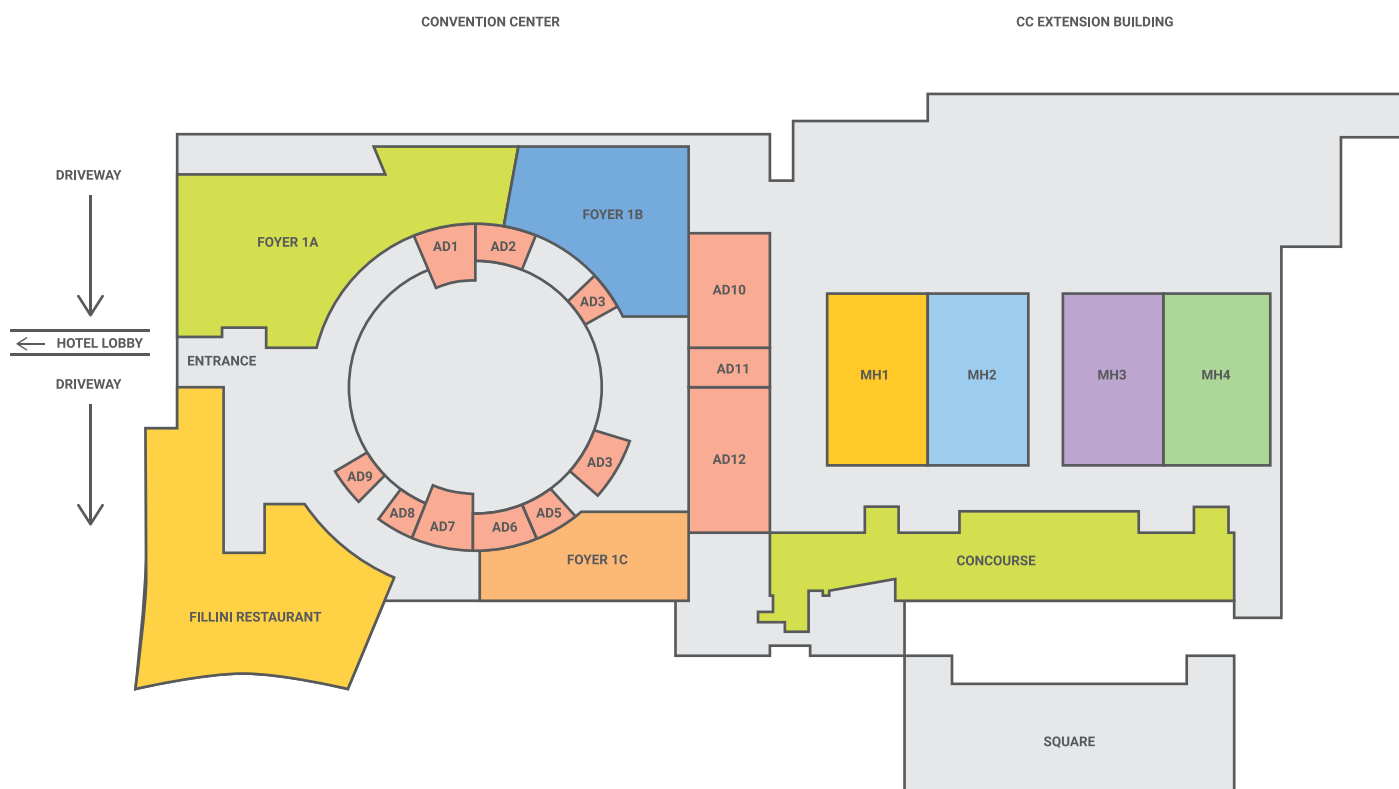 CONVENTION CENTER
CC EXTENSION BUILDING
DRIVEWAY
FOYER 1B
FOYER 1A
AD1
AD2
AD10
AD3
HOTEL LOBBY
ENTRANCE
AD11
MH1
MH2
MH3
MH4
DRIVEWAY
AD12
AD3
AD9
AD8
AD7
AD6
AD5
FOYER 1C
CONCOURSE
FILLINI RESTAURANT
SQUARE